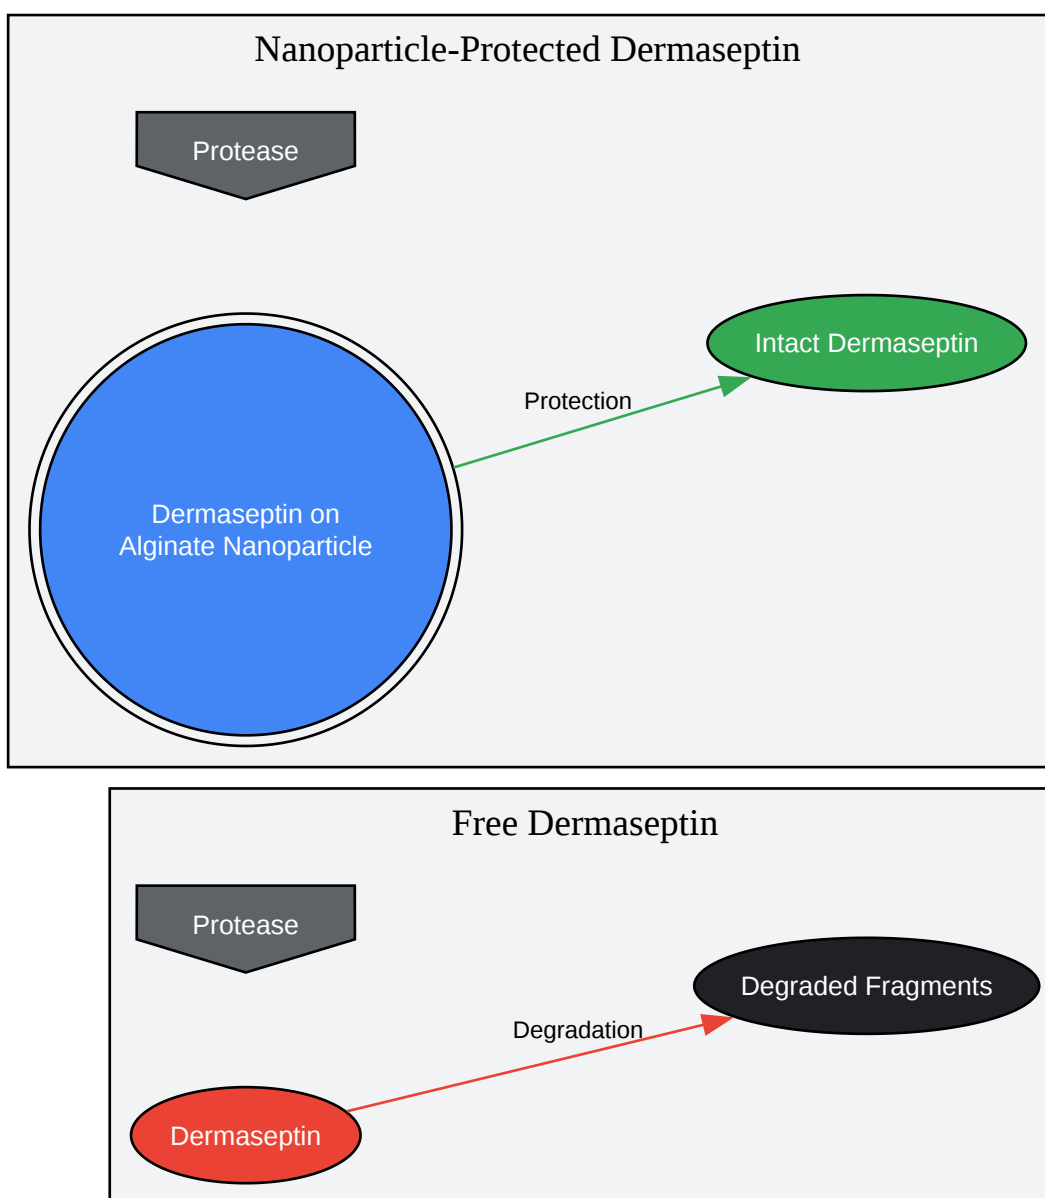 Nanoparticle-Protected Dermaseptin
Protease
Intact Dermaseptin
Protection
Dermaseptin on
Alginate Nanoparticle
Free Dermaseptin
Protease
Degraded Fragments
Degradation
Dermaseptin